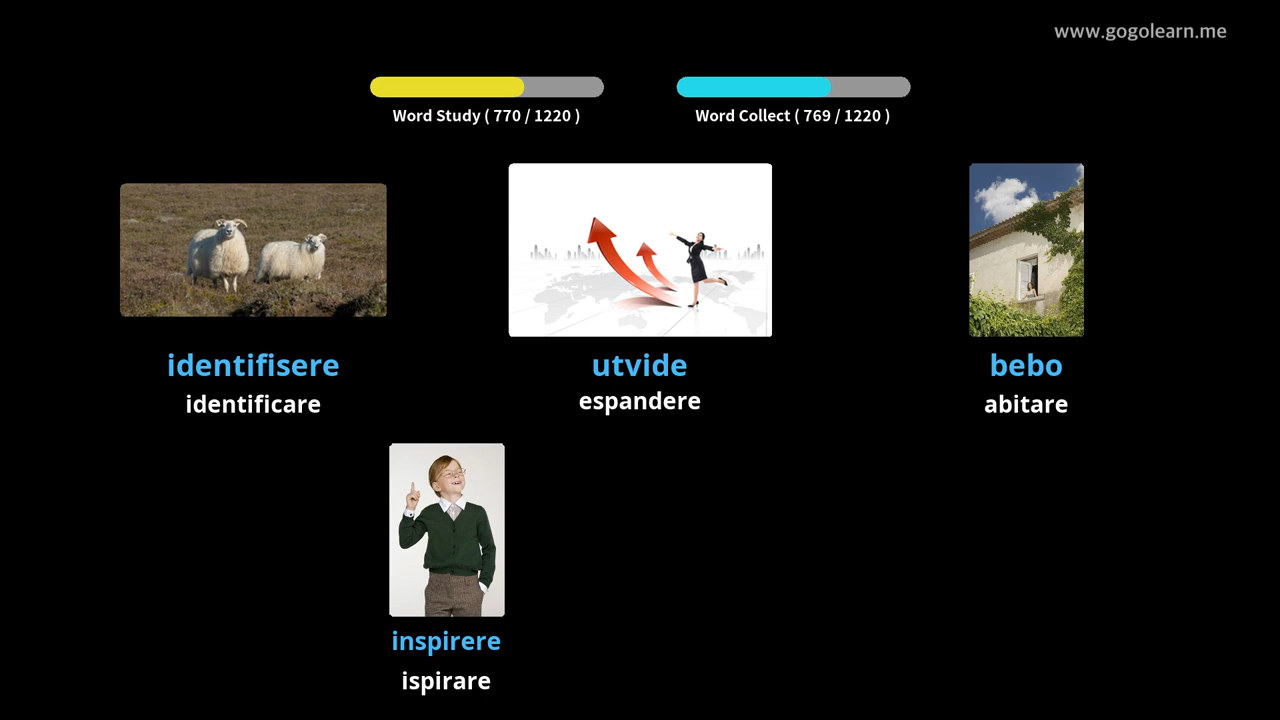 www.gogolearn.me
Word Study ( 770 / 1220 )
Word Collect ( 769 / 1220 )
identifisere
identificare
utvide
espandere
bebo
abitare
inspirere
ispirare